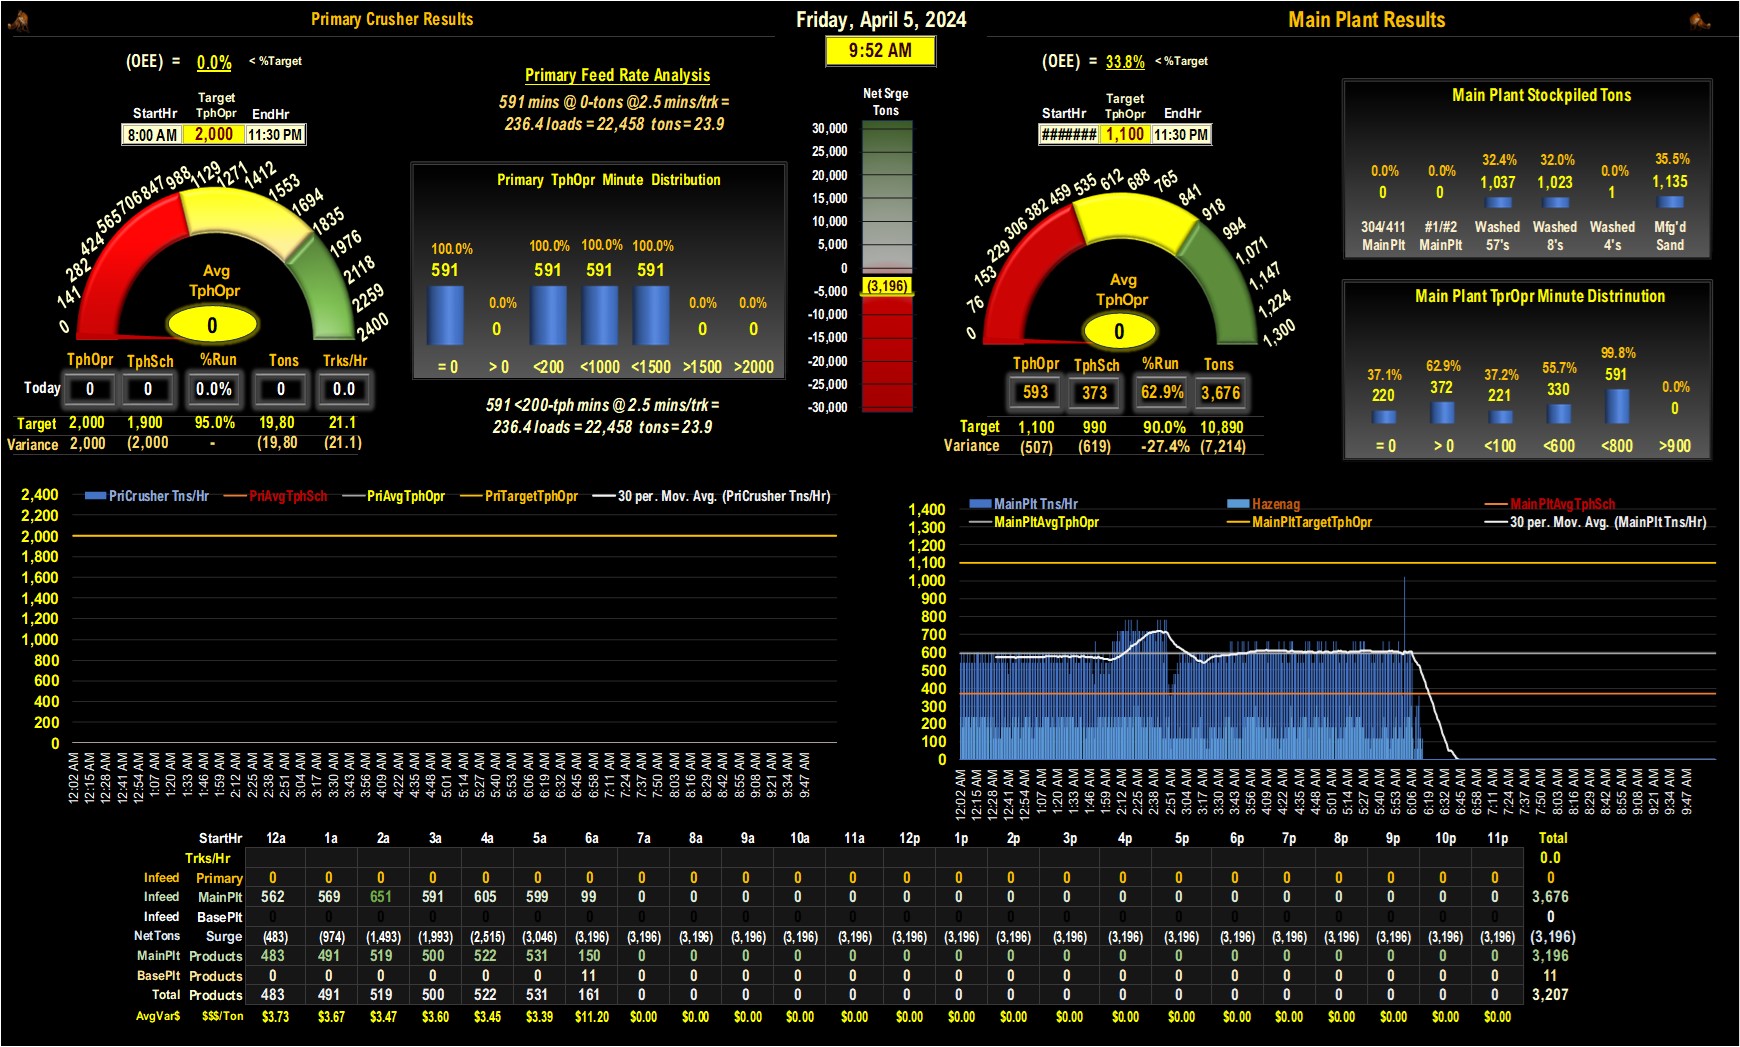 Primary Crusher Results
Friday, April 5, 2024
Main Plant Results
9:52 AM
(OEE) = 0.0% < %Target
StartHr Target TphOpr EndHr
8:00 AM 2,000 11:30 PM
0 141 282 424 565 706 847 988 1129 1271 1412 1553 1694 1835 1976 2118 2259 2400
Avg
TphOpr
0
TphOpr TphSch %Run Tons Trks/Hr
Today 0 0 0.0% 0 0.0
Target 2,000 1,900 95.0% 19,80 21.1
Variance 2,000 (2,000 - (19,80 (21.1)
Primary Feed Rate Analysis
591 mins @ 0-tons @2.5 mins/trk =
236.4 loads = 22,458 tons = 23.9
Primary TphOpr Minute Distribution
100.0% 0.0% 100.0% 100.0% 100.0% 0.0% 0.0%
591 0 591 591 591 0 0
= 0 > 0 <200 <1000 <1500 >1500 >2000
591 <200-tph mins @ 2.5 mins/trk =
236.4 loads = 22,458 tons = 23.9
Net Srge
Tons
30,000
25,000
20,000
15,000
10,000
5,000
0
(3,196)
-5,000
-10,000
-15,000
-20,000
-25,000
-30,000
(OEE) = 33.8% < %Target
StartHr Target TphOpr EndHr
####### 1,100 11:30 PM
0 76 153 229 306 382 459 535 612 688 765 841 918 994 1,071 1,147 1,224 1,300
Avg
TphOpr
0
TphOpr TphSch %Run Tons
593 373 62.9% 3,676
Target 1,100 990 90.0% 10,890
Variance (507) (619) -27.4% (7,214)
Main Plant Stockpiled Tons
0.0% 0.0% 32.4% 32.0% 0.0% 35.5%
0 0 1,037 1,023 1 1,135
304/411 #1/#2 Washed Washed Washed Mfg'd
MainPlt MainPlt 57's 8's 4's Sand
Main Plant TprOpr Minute Distrinution
37.1% 62.9% 37.2% 55.7% 99.8% 0.0%
220 372 221 330 591 0
= 0 > 0 <100 <600 <800 >900
PriCrusher Tns/Hr PriAvgTphSch PriAvgTphOpr PriTargetTphOpr 30 per. Mov. Avg. (PriCrusher Tns/Hr)
2,400
2,200
2,000
1,800
1,600
1,400
1,200
1,000
800
600
400
200
0
12:02 AM 12:15 AM 12:28 AM 12:41 AM 12:54 AM 1:07 AM 1:20 AM 1:33 AM 1:46 AM 1:59 AM 2:12 AM 2:25 AM 2:38 AM 2:51 AM 3:04 AM 3:17 AM 3:30 AM 3:43 AM 3:56 AM 4:09 AM 4:22 AM 4:35 AM 4:48 AM 5:01 AM 5:14 AM 5:27 AM 5:40 AM 5:53 AM 6:06 AM 6:19 AM 6:32 AM 6:45 AM 6:58 AM 7:11 AM 7:24 AM 7:37 AM 7:50 AM 8:03 AM 8:16 AM 8:29 AM 8:42 AM 8:55 AM 9:08 AM 9:21 AM 9:34 AM 9:47 AM
MainPlt Tns/Hr Hazenag MainPltAvgTphSch
MainPltAvgTphOpr MainPltTargetTphOpr 30 per. Mov. Avg. (MainPlt Tns/Hr)
1,400
1,300
1,200
1,100
1,000
900
800
700
600
500
400
300
200
100
0
12:02 AM 12:15 AM 12:28 AM 12:41 AM 12:54 AM 1:07 AM 1:20 AM 1:33 AM 1:46 AM 1:59 AM 2:12 AM 2:25 AM 2:38 AM 2:51 AM 3:04 AM 3:17 AM 3:30 AM 3:43 AM 3:56 AM 4:09 AM 4:22 AM 4:35 AM 4:48 AM 5:01 AM 5:14 AM 5:27 AM 5:40 AM 5:53 AM 6:06 AM 6:19 AM 6:32 AM 6:45 AM 6:58 AM 7:11 AM 7:24 AM 7:37 AM 7:50 AM 8:03 AM 8:16 AM 8:29 AM 8:42 AM 8:55 AM 9:08 AM 9:21 AM 9:34 AM 9:47 AM
StartHr 12a 1a 2a 3a 4a 5a 6a 7a 8a 9a 10a 11a 12p 1p 2p 3p 4p 5p 6p 7p 8p 9p 10p 11p Total
Trks/Hr 0.0
Infeed Primary 0 0 0 0 0 0 0 0 0 0 0 0 0 0 0 0 0 0 0 0 0 0 0 0 0
Infeed MainPlt 562 569 651 591 605 599 99 0 0 0 0 0 0 0 0 0 0 0 0 0 0 0 0 0 3,676
Infeed BasePlt 0 0 0 0 0 0 0 0 0 0 0 0 0 0 0 0 0 0 0 0 0 0 0 0 0
NetTons Surge (483) (974) (1,493) (1,993) (2,515) (3,046) (3,196) (3,196) (3,196) (3,196) (3,196) (3,196) (3,196) (3,196) (3,196) (3,196) (3,196) (3,196) (3,196) (3,196) (3,196) (3,196) (3,196) (3,196) (3,196)
MainPlt Products 483 491 519 500 522 531 150 0 0 0 0 0 0 0 0 0 0 0 0 0 0 0 0 0 3,196
BasePlt Products 0 0 0 0 0 0 11 0 0 0 0 0 0 0 0 0 0 0 0 0 0 0 0 0 11
Total Products 483 491 519 500 522 531 161 0 0 0 0 0 0 0 0 0 0 0 0 0 0 0 0 0 3,207
AvgVar$ $$$/Ton $3.73 $3.67 $3.47 $3.60 $3.45 $3.39 $11.20 $0.00 $0.00 $0.00 $0.00 $0.00 $0.00 $0.00 $0.00 $0.00 $0.00 $0.00 $0.00 $0.00 $0.00 $0.00 $0.00 $0.00